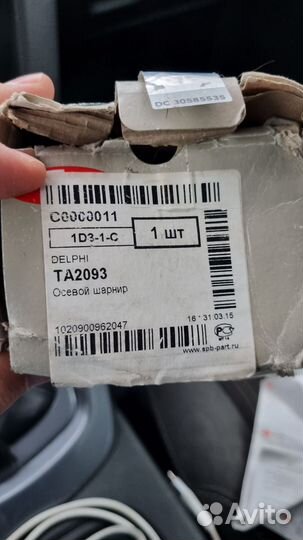 DC 30585535
C0000011
1D3-1-C
1 шт
DELPHI
TA2093
Осевой шарнир
1020900962047
16 31.03.15
www.spb-part.ru
Avito